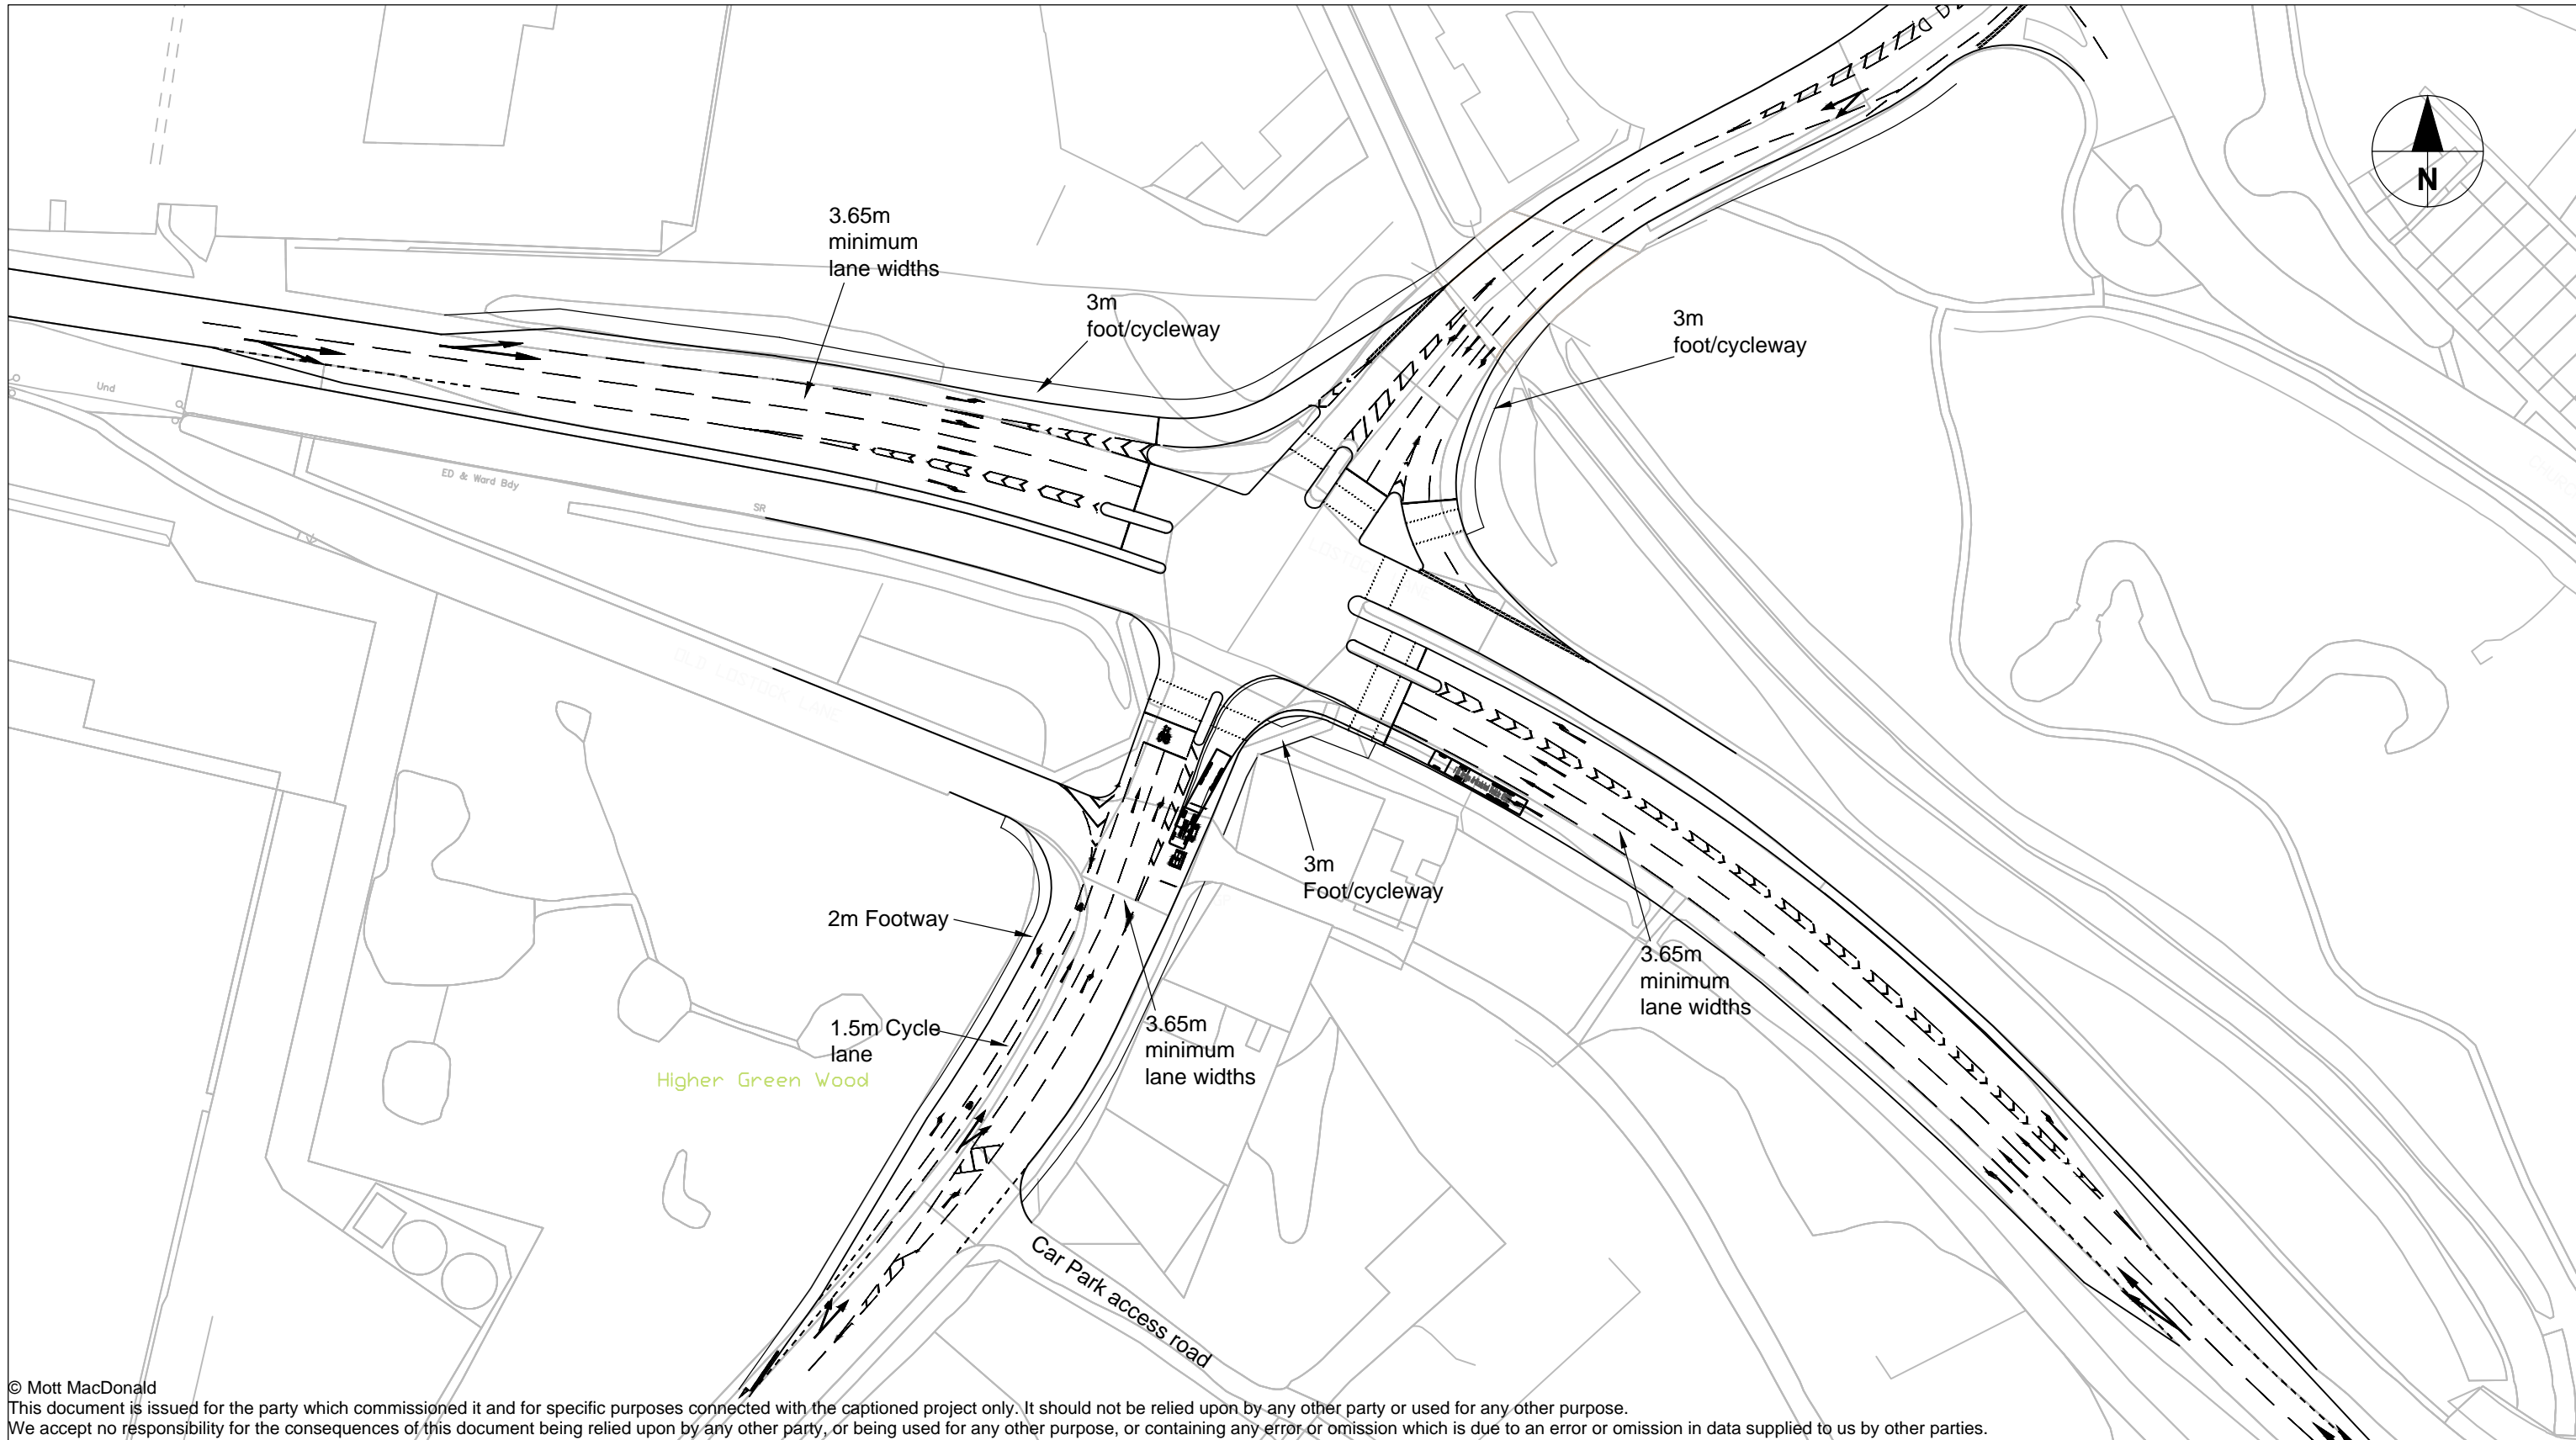 N
3.65m
minimum
lane widths
3m
foot/cycleway
3m
foot/cycleway
Und
ED & Ward Bdy
SR
OLD LOSTOCK LANE
3m
Foot/cycleway
2m Footway
3.65m
minimum
lane widths
1.5m Cycle
lane
3.65m
minimum
lane widths
Higher Green Wood
Car Park access road
© Mott MacDonald
This document is issued for the party which commissioned it and for specific purposes connected with the captioned project only. It should not be relied upon by any other party or used for any other purpose.
We accept no responsibility for the consequences of this document being relied upon by any other party, or being used for any other purpose, or containing any error or omission which is due to an error or omission in data supplied to us by other parties.